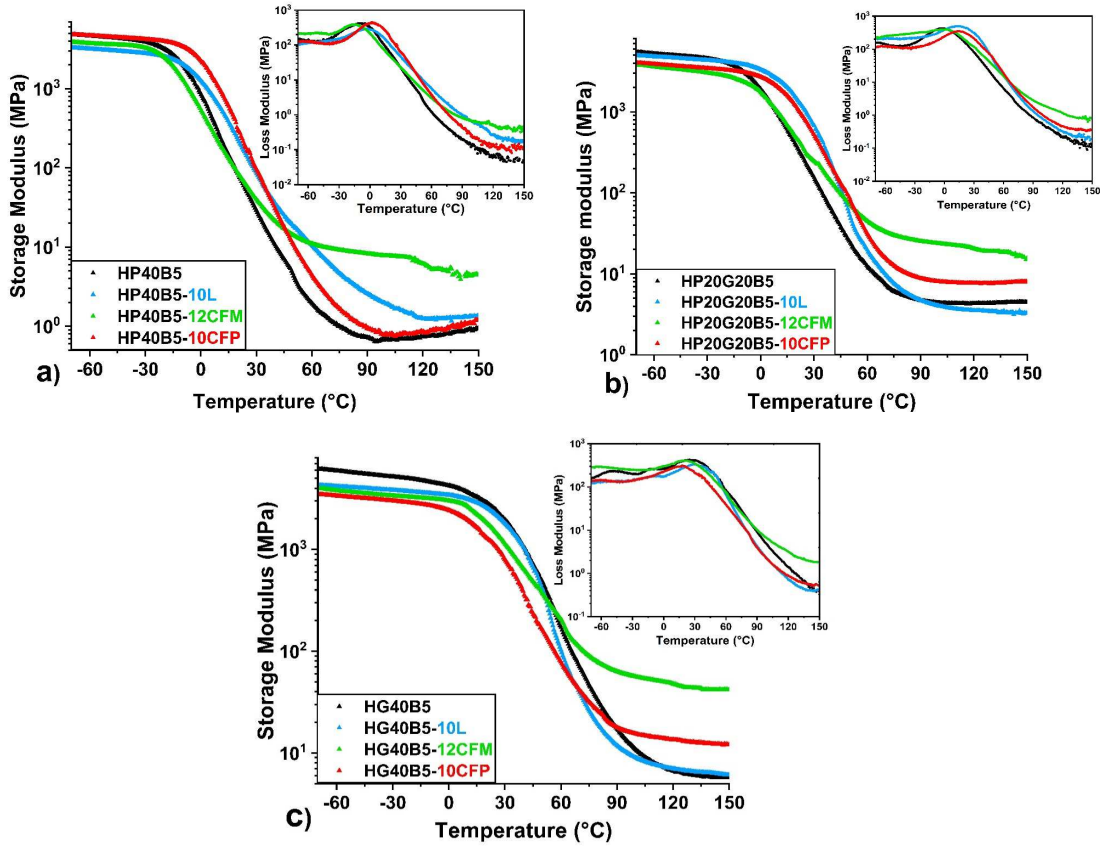 a)
Storage Modulus (MPa)
10³
10²
10¹
10⁰
-60 -30 0 30 60 90 120 150
Temperature (°C)
HP40B5
HP40B5-10L
HP40B5-12CFM
HP40B5-10CFP
Loss Modulus (MPa)
10³
10²
10¹
10⁰
10⁻¹
10⁻²
-60 -30 0 30 60 90 120 150
Temperature (°C)
b)
Storage modulus (MPa)
10³
10²
10¹
10⁰
-60 -30 0 30 60 90 120 150
Temperature (°C)
HP20G20B5
HP20G20B5-10L
HP20G20B5-12CFM
HP20G20B5-10CFP
Loss Modulus (MPa)
10³
10²
10¹
10⁰
10⁻¹
10⁻²
-60 -30 0 30 60 90 120 150
Temperature (°C)
c)
Storage Modulus (MPa)
10³
10²
10¹
-60 -30 0 30 60 90 120 150
Temperature (°C)
HG40B5
HG40B5-10L
HG40B5-12CFM
HG40B5-10CFP
Loss Modulus (MPa)
10³
10²
10¹
10⁰
10⁻¹
-60 -30 0 30 60 90 120 150
Temperature (°C)